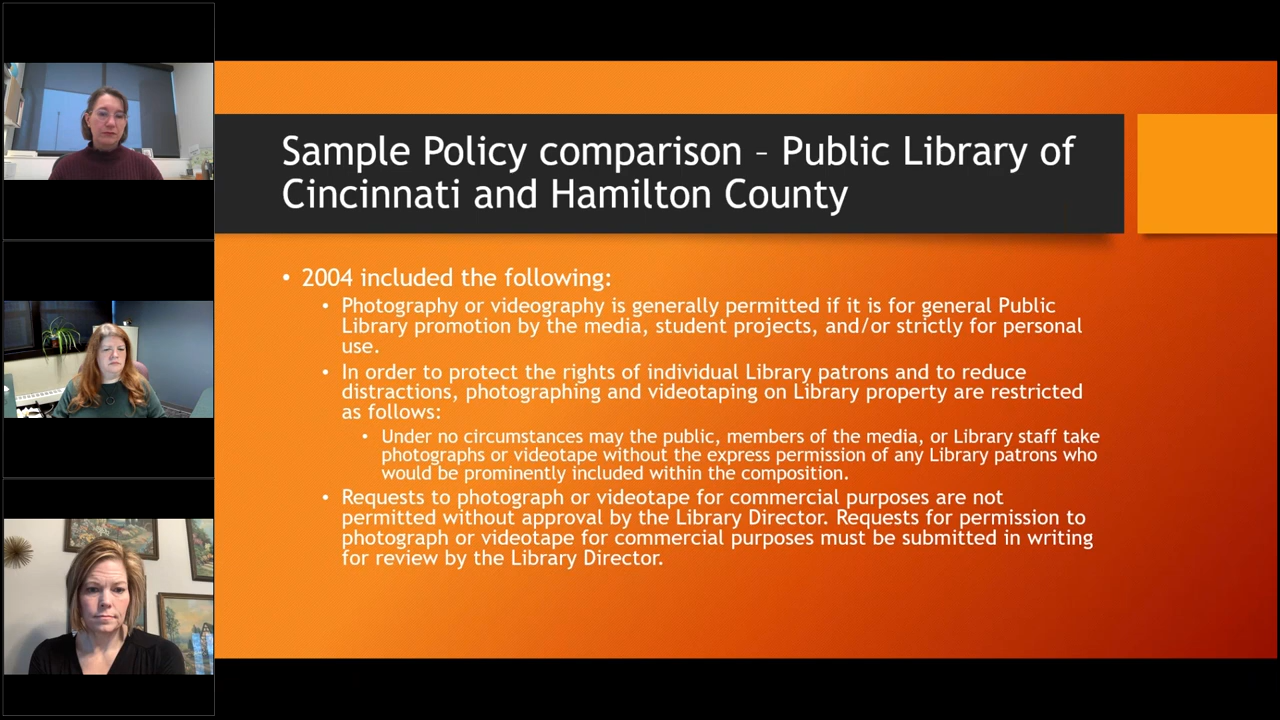 Sample Policy comparison – Public Library of
Cincinnati and Hamilton County
• 2004 included the following:
• Photography or videography is generally permitted if it is for general Public
Library promotion by the media, student projects, and/or strictly for personal
use.
• In order to protect the rights of individual Library patrons and to reduce
distractions, photographing and videotaping on Library property are restricted
as follows:
• Under no circumstances may the public, members of the media, or Library staff take
photographs or videotape without the express permission of any Library patrons who
would be prominently included within the composition.
• Requests to photograph or videotape for commercial purposes are not
permitted without approval by the Library Director. Requests for permission to
photograph or videotape for commercial purposes must be submitted in writing
for review by the Library Director.